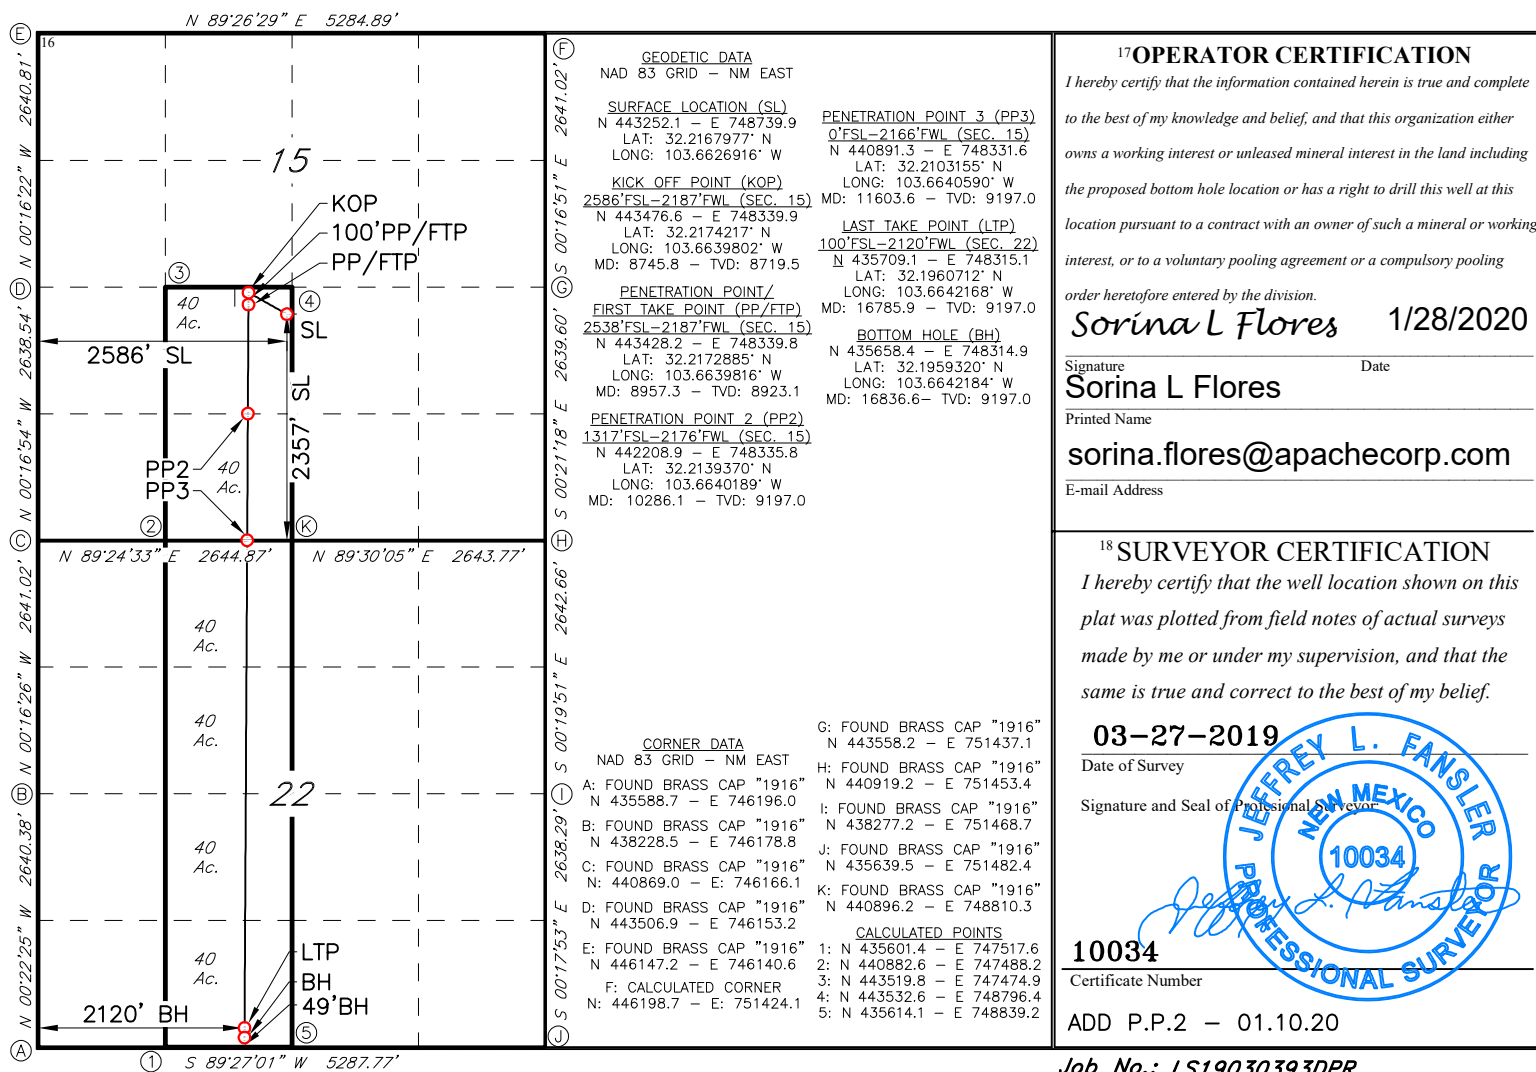 N 89°26'29" E 5284.89'
E
16
F
N 00°16'22" W 2640.81'
S 00°16'51" E 2641.02'
15
KOP
100'PP/FTP
PP/FTP
3
D
G
4
40
Ac.
SL
2586' SL
N 00°16'54" W 2638.54'
S 00°21'18" E 2639.60'
2357' SL
PP2
PP3
40
Ac.
2
K
C
H
N 89°24'33" E 2644.87'
N 89°30'05" E 2643.77'
N 00°16'26" W 2641.02'
S 00°19'51" E 2642.66'
40
Ac.
40
Ac.
B
22
I
40
Ac.
N 00°22'25" W 2640.38'
S 00°17'53" E 2638.29'
40
Ac.
LTP
BH
49'BH
2120' BH
5
A
J
1
S 89°27'01" W 5287.77'
GEODETIC DATA
NAD 83 GRID – NM EAST
SURFACE LOCATION (SL)
N 443252.1 – E 748739.9
LAT: 32.2167977° N
LONG: 103.6626916° W
KICK OFF POINT (KOP)
2586'FSL–2187'FWL (SEC. 15)
N 443476.6 – E 748339.9
LAT: 32.2174217° N
LONG: 103.6639802° W
MD: 8745.8 – TVD: 8719.5
PENETRATION POINT/
FIRST TAKE POINT (PP/FTP)
2538'FSL–2187'FWL (SEC. 15)
N 443428.2 – E 748339.8
LAT: 32.2172885° N
LONG: 103.6639816° W
MD: 8957.3 – TVD: 8923.1
PENETRATION POINT 2 (PP2)
1317'FSL–2176'FWL (SEC. 15)
N 442208.9 – E 748335.8
LAT: 32.2139370° N
LONG: 103.6640189° W
MD: 10286.1 – TVD: 9197.0
PENETRATION POINT 3 (PP3)
0'FSL–2166'FWL (SEC. 15)
N 440891.3 – E 748331.6
LAT: 32.2103155° N
LONG: 103.6640590° W
MD: 11603.6 – TVD: 9197.0
LAST TAKE POINT (LTP)
100'FSL–2120'FWL (SEC. 22)
N 435709.1 – E 748315.1
LAT: 32.1960712° N
LONG: 103.6642168° W
MD: 16785.9 – TVD: 9197.0
BOTTOM HOLE (BH)
N 435658.4 – E 748314.9
LAT: 32.1959320° N
LONG: 103.6642184° W
MD: 16836.6– TVD: 9197.0
CORNER DATA
NAD 83 GRID – NM EAST
A: FOUND BRASS CAP "1916"
N 435588.7 – E 746196.0
B: FOUND BRASS CAP "1916"
N 438228.5 – E 746178.8
C: FOUND BRASS CAP "1916"
N: 440869.0 – E: 746166.1
D: FOUND BRASS CAP "1916"
N 443506.9 – E 746153.2
E: FOUND BRASS CAP "1916"
N 446147.2 – E 746140.6
F: CALCULATED CORNER
N: 446198.7 – E: 751424.1
G: FOUND BRASS CAP "1916"
N 443558.2 – E 751437.1
H: FOUND BRASS CAP "1916"
N 440919.2 – E 751453.4
I: FOUND BRASS CAP "1916"
N 438277.2 – E 751468.7
J: FOUND BRASS CAP "1916"
N 435639.5 – E 751482.4
K: FOUND BRASS CAP "1916"
N 440896.2 – E 748810.3
CALCULATED POINTS
1: N 435601.4 – E 747517.6
2: N 440882.6 – E 747488.2
3: N 443519.8 – E 747474.9
4: N 443532.6 – E 748796.4
5: N 435614.1 – E 748839.2
17 OPERATOR CERTIFICATION
I hereby certify that the information contained herein is true and complete
to the best of my knowledge and belief, and that this organization either
owns a working interest or unleased mineral interest in the land including
the proposed bottom hole location or has a right to drill this well at this
location pursuant to a contract with an owner of such a mineral or working
interest, or to a voluntary pooling agreement or a compulsory pooling
order heretofore entered by the division.
Sorina L Flores 1/28/2020
Signature Date
Sorina L Flores
Printed Name
sorina.flores@apachecorp.com
E-mail Address
18 SURVEYOR CERTIFICATION
I hereby certify that the well location shown on this
plat was plotted from field notes of actual surveys
made by me or under my supervision, and that the
same is true and correct to the best of my belief.
03–27–2019
Date of Survey
Signature and Seal of Profesional Surveyor:
JEFFREY L. FANSLER
NEW MEXICO
10034
PROFESSIONAL SURVEYOR
Jeffrey L. Fansler
10034
Certificate Number
ADD P.P.2 – 01.10.20
Job No.: LS19030393DPR